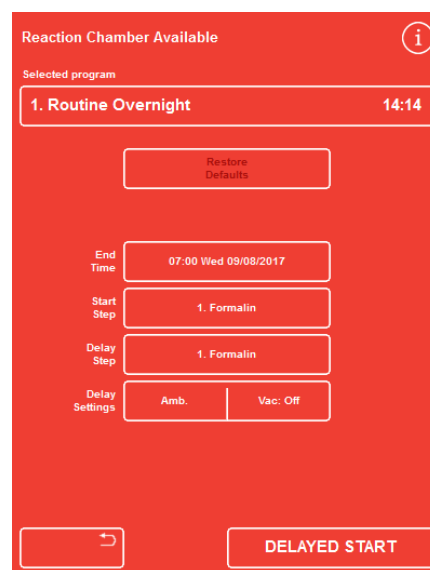 Reaction Chamber Available
i
Selected program
1. Routine Overnight 14:14
Restore
Defaults
End
Time
07:00 Wed 09/08/2017
Start
Step
1. Formalin
Delay
Step
1. Formalin
Delay
Settings
Amb.
Vac: Off
DELAYED START